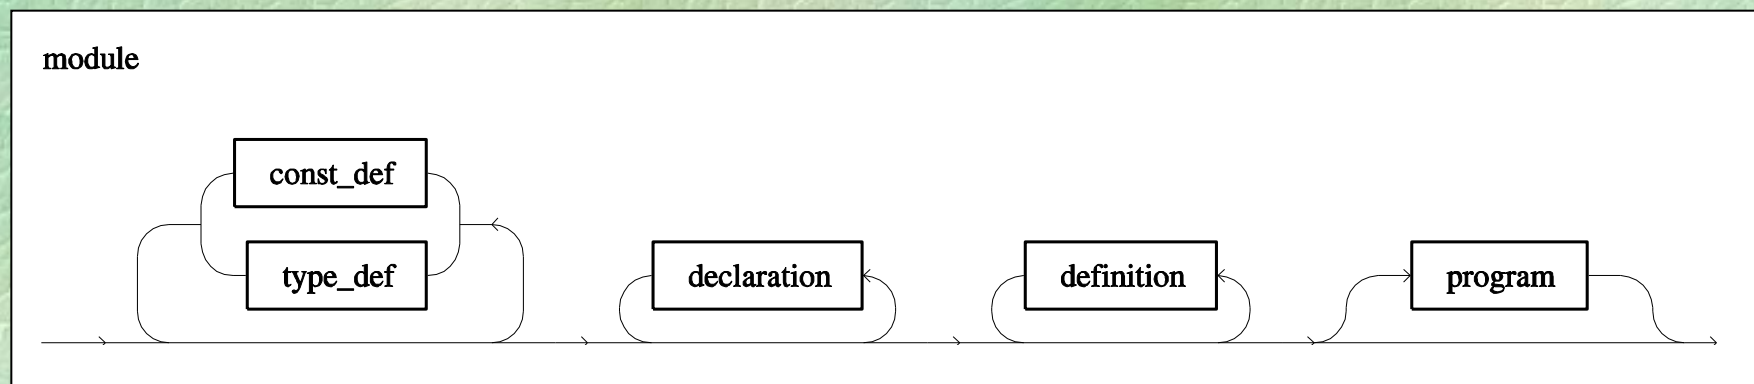 module
const_def
type_def
declaration
definition
program